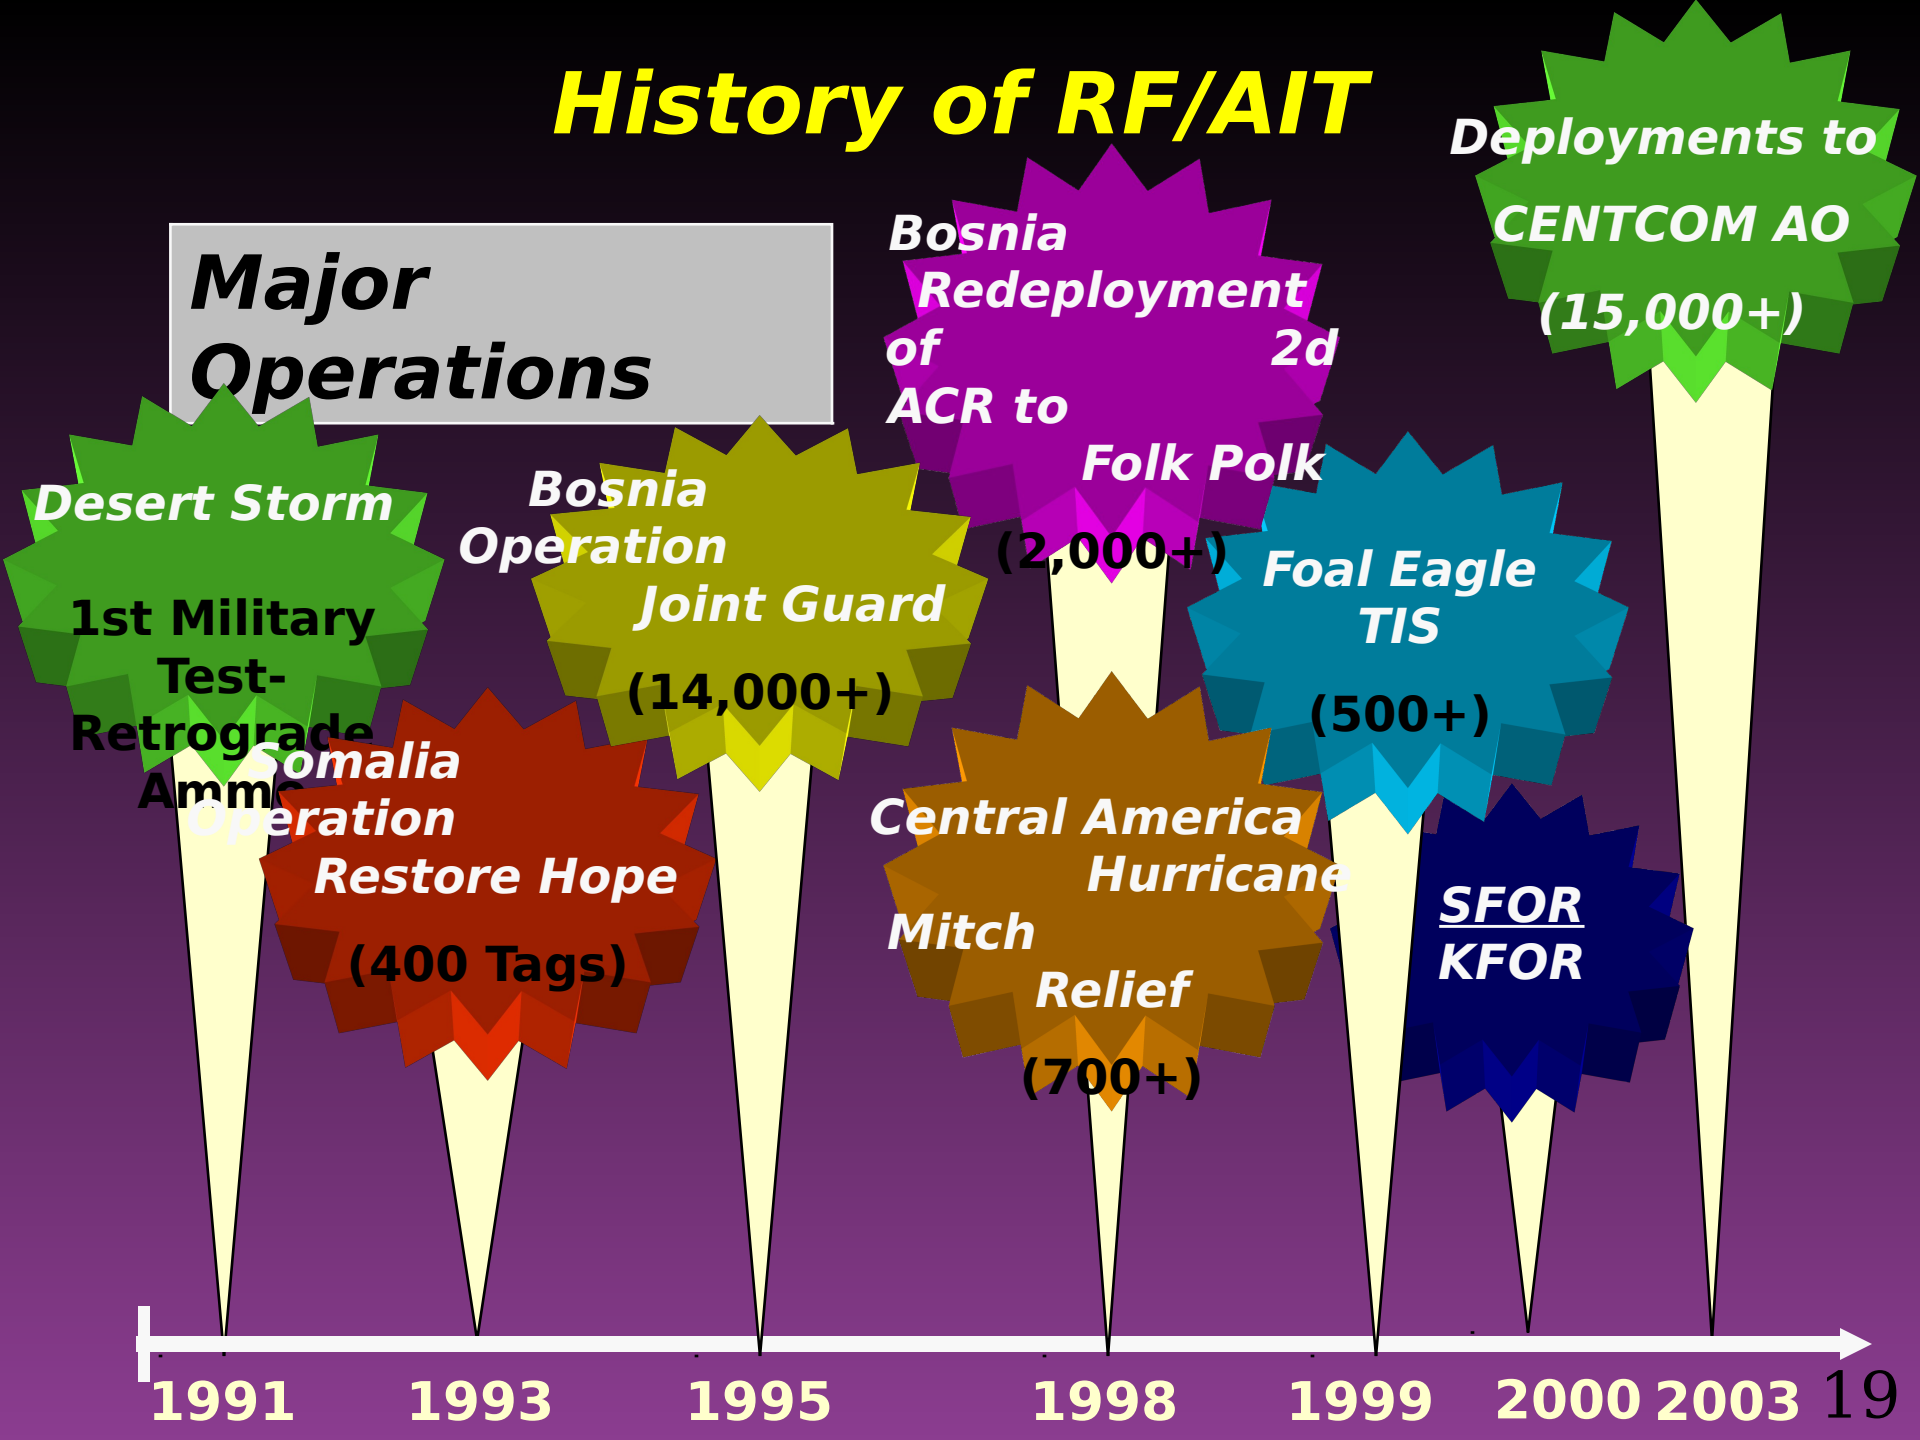 History of RF/AIT
Major
Operations
Desert Storm
1st Military
Test-
Retrograde
Ammo
Somalia
Operation
Restore Hope
(400 Tags)
Bosnia
Operation
Joint Guard
(14,000+)
Bosnia
Redeployment
of 2d
ACR to
Folk Polk
(2,000+)
Central America
Hurricane
Mitch
Relief
(700+)
Foal Eagle
TIS
(500+)
SFOR
KFOR
Deployments to
CENTCOM AO
(15,000+)
1991 1993 1995 1998 1999 2000 2003
19